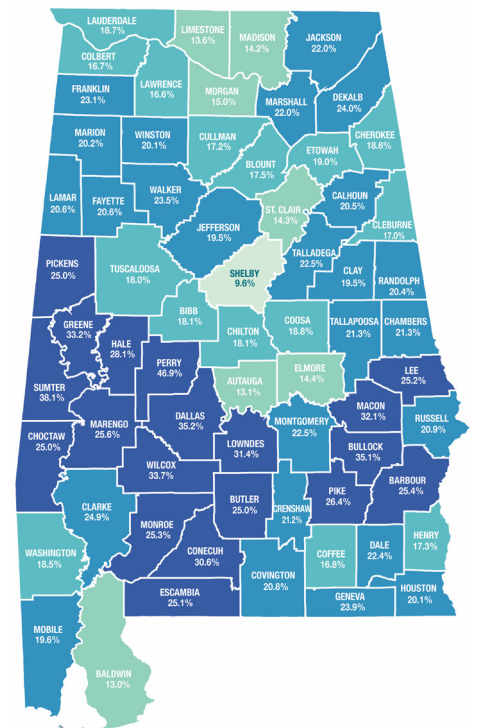 LAUDERDALE
18.7%
LIMESTONE
13.6%
MADISON
14.2%
JACKSON
22.0%
COLBERT
16.7%
LAWRENCE
16.6%
FRANKLIN
23.1%
MORGAN
15.0%
MARSHALL
22.0%
DEKALB
24.0%
MARION
20.2%
WINSTON
20.1%
CULLMAN
17.2%
CHEROKEE
18.6%
ETOWAH
19.0%
BLOUNT
17.5%
LAMAR
20.6%
FAYETTE
20.6%
WALKER
23.5%
JEFFERSON
19.5%
ST. CLAIR
14.3%
CALHOUN
20.5%
CLEBURNE
17.0%
PICKENS
25.0%
TUSCALOOSA
18.0%
SHELBY
9.6%
TALLADEGA
22.5%
CLAY
19.5%
RANDOLPH
20.4%
GREENE
33.2%
HALE
28.1%
BIBB
18.1%
CHILTON
18.1%
COOSA
18.8%
TALLAPOOSA
21.3%
CHAMBERS
21.3%
SUMTER
38.1%
PERRY
46.9%
AUTAUGA
13.1%
ELMORE
14.4%
LEE
25.2%
MACON
32.1%
RUSSELL
20.9%
CHOCTAW
25.0%
MARENGO
25.6%
DALLAS
35.2%
LOWNDES
31.4%
MONTGOMERY
22.5%
BULLOCK
35.1%
WILCOX
33.7%
BUTLER
25.0%
CRENSHAW
21.2%
PIKE
26.4%
BARBOUR
25.4%
CLARKE
24.9%
MONROE
25.3%
CONECUH
30.6%
WASHINGTON
18.5%
COFFEE
16.8%
DALE
22.4%
HENRY
17.3%
ESCAMBIA
25.1%
COVINGTON
20.8%
GENEVA
23.9%
HOUSTON
20.1%
MOBILE
19.6%
BALDWIN
13.0%